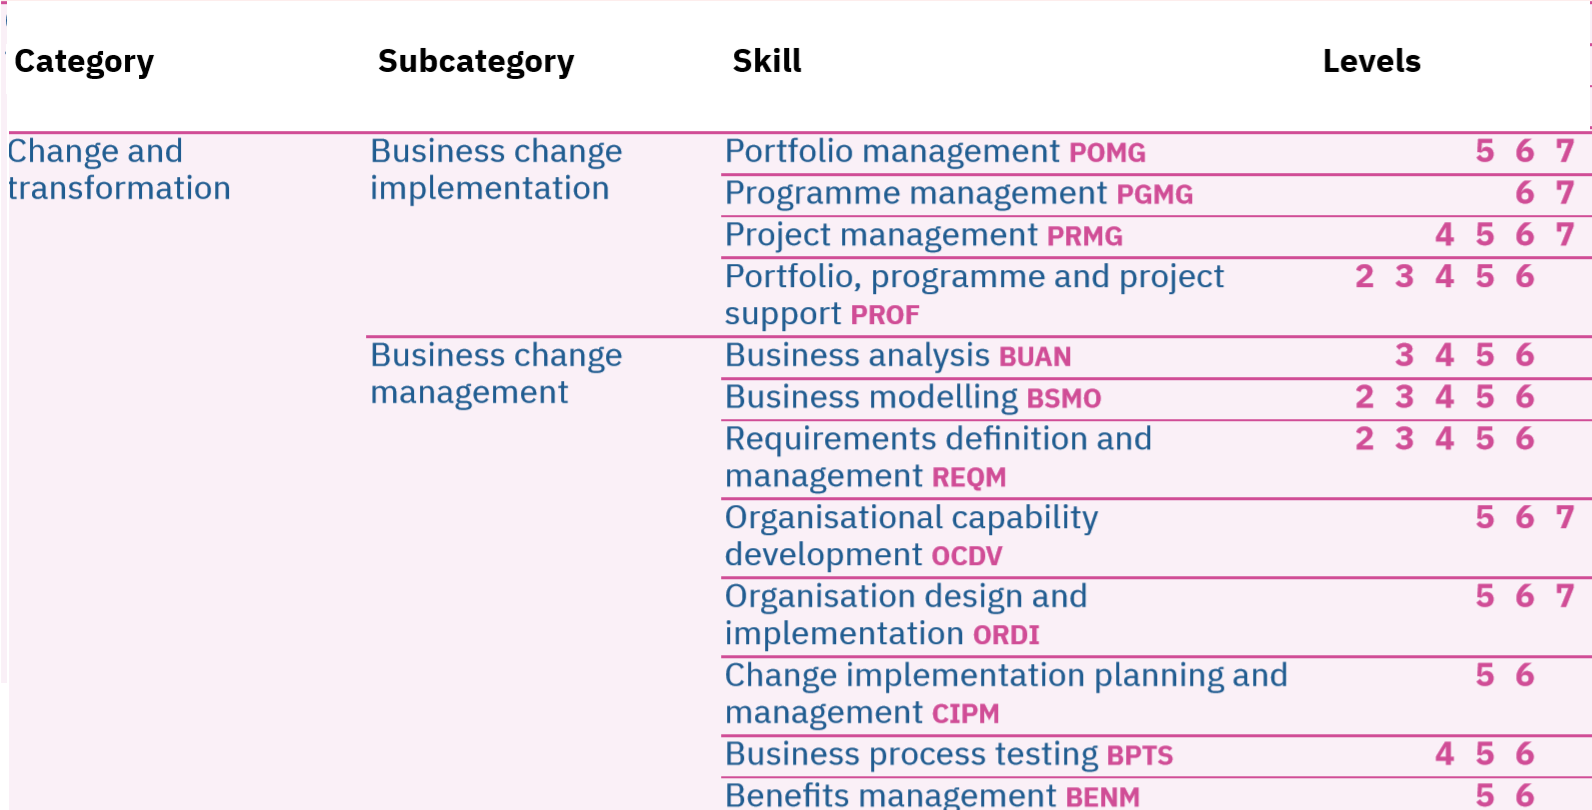 Category Subcategory Skill Levels
Change and Business change Portfolio management POMG 5 6 7
transformation implementation Programme management PGMG 6 7
Project management PRMG 4 5 6 7
Portfolio, programme and project 2 3 4 5 6
support PROF
Business change Business analysis BUAN 3 4 5 6
management Business modelling BSMO 2 3 4 5 6
Requirements definition and 2 3 4 5 6
management REQM
Organisational capability 5 6 7
development OCDV
Organisation design and 5 6 7
implementation ORDI
Change implementation planning and 5 6
management CIPM
Business process testing BPTS 4 5 6
Benefits management BENM 5 6